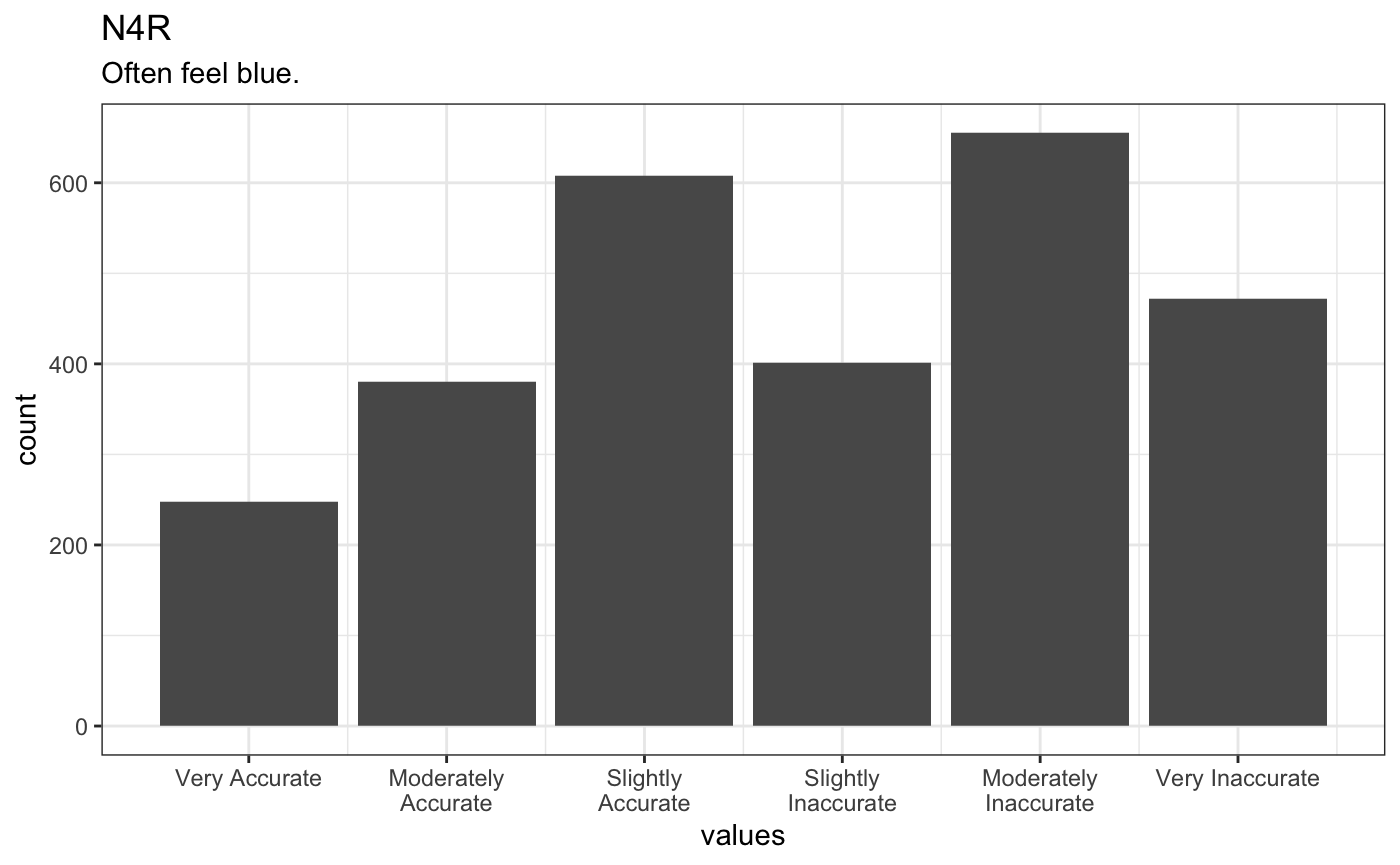 N4R
Often feel blue.
600
400
200
0
count
Very Accurate
Moderately
Accurate
Slightly
Accurate
Slightly
Inaccurate
Moderately
Inaccurate
Very Inaccurate
values